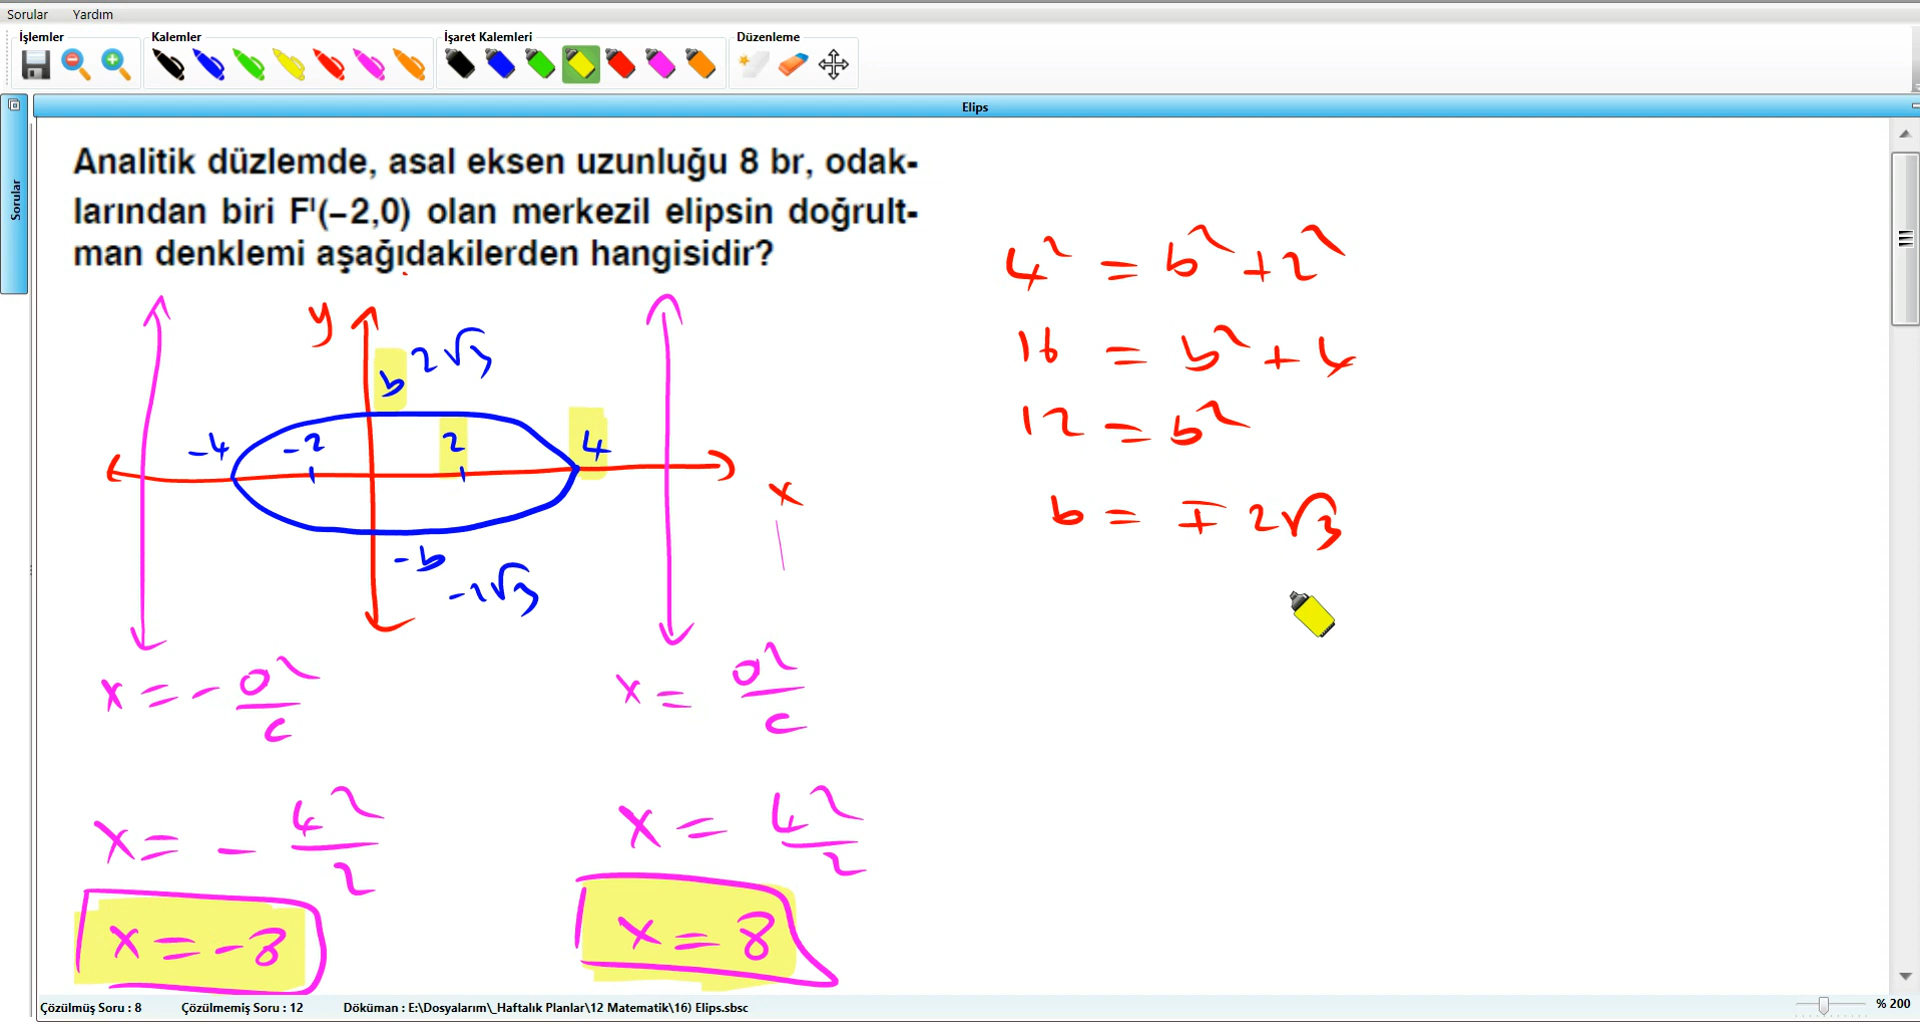 Sorular Yardım
İşlemler Kalemler İşaret Kalemleri Düzenleme
Elips
Sorular
Analitik düzlemde, asal eksen uzunluğu 8 br, odak-
larından biri F'(−2,0) olan merkezil elipsin doğrult-
man denklemi aşağıdakilerden hangisidir?
y
b 2√3
-4 -2 2 4
x
-b
-2√3
x = - a²/c
x = a²/c
x = - 4²/2
x = 4²/2
x = -8
x = 8
4² = b² + 2²
16 = b² + 4
12 = b²
b = ∓ 2√3
Çözülmüş Soru : 8 Çözülmemiş Soru : 12 Döküman : E:\Dosyalarım\_Haftalık Planlar\12 Matematik\16) Elips.sbsc % 200